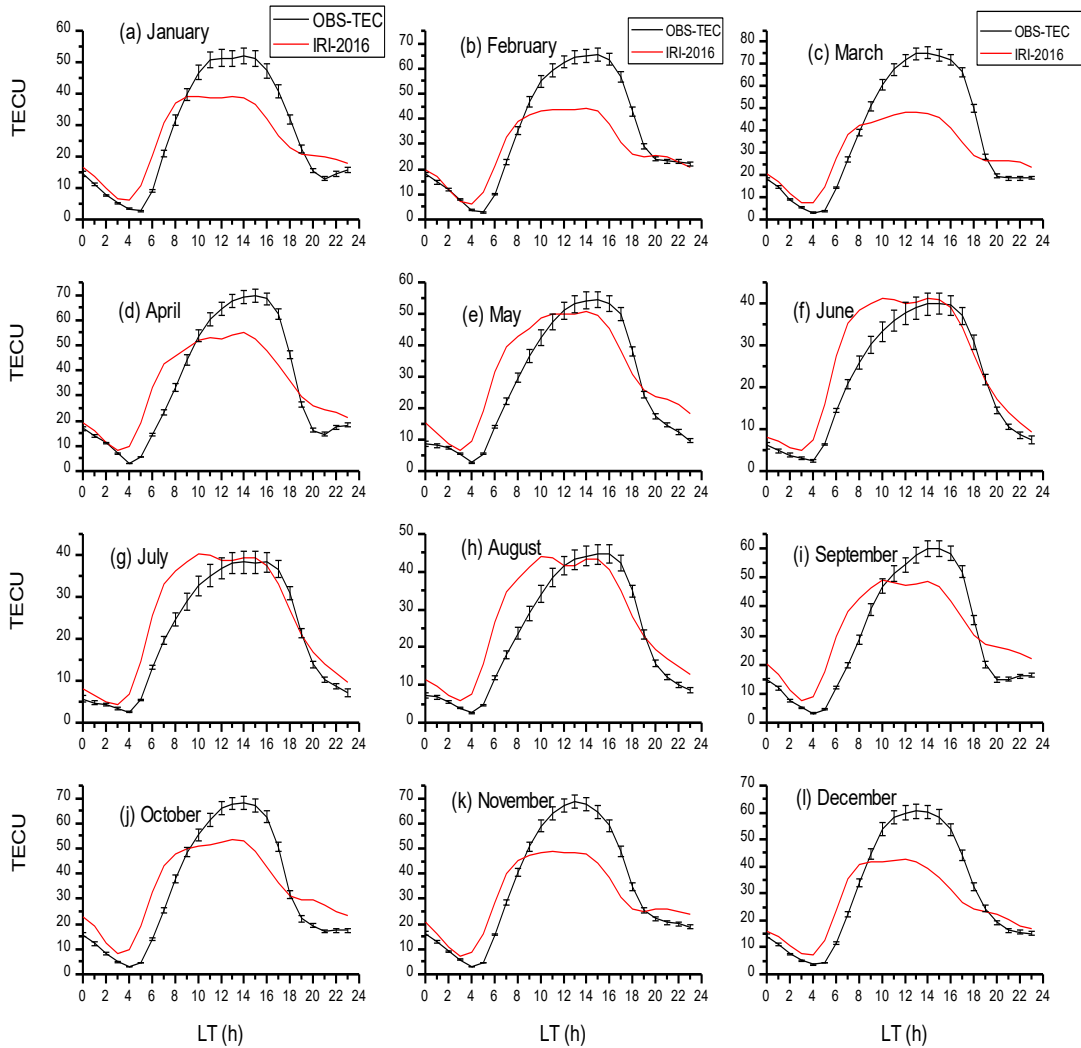 OBS-TEC
IRI-2016
OBS-TEC
IRI-2016
OBS-TEC
IRI-2016
(a) January
(b) February
(c) March
TECU
60
50
40
30
20
10
0
70
60
50
40
30
20
10
0
80
70
60
50
40
30
20
10
0
0 2 4 6 8 10 12 14 16 18 20 22 24
0 2 4 6 8 10 12 14 16 18 20 22 24
0 2 4 6 8 10 12 14 16 18 20 22 24
(d) April
(e) May
(f) June
TECU
70
60
50
40
30
20
10
0
60
50
40
30
20
10
0
40
30
20
10
0
0 2 4 6 8 10 12 14 16 18 20 22 24
0 2 4 6 8 10 12 14 16 18 20 22 24
0 2 4 6 8 10 12 14 16 18 20 22 24
(g) July
(h) August
(i) September
TECU
40
30
20
10
0
50
40
30
20
10
0
60
50
40
30
20
10
0
0 2 4 6 8 10 12 14 16 18 20 22 24
0 2 4 6 8 10 12 14 16 18 20 22 24
0 2 4 6 8 10 12 14 16 18 20 22 24
(j) October
(k) November
(l) December
TECU
70
60
50
40
30
20
10
0
70
60
50
40
30
20
10
0
60
50
40
30
20
10
0
0 2 4 6 8 10 12 14 16 18 20 22 24
0 2 4 6 8 10 12 14 16 18 20 22 24
0 2 4 6 8 10 12 14 16 18 20 22 24
LT (h)
LT (h)
LT (h)